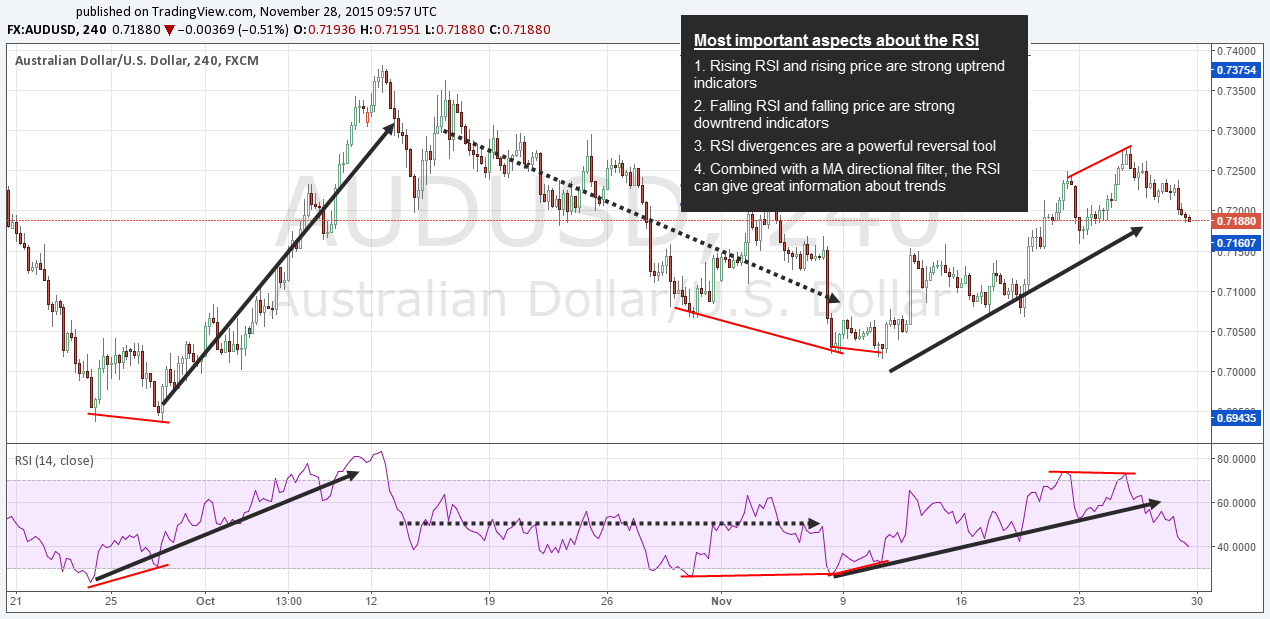 published on TradingView.com, November 28, 2015 09:57 UTC
FX:AUDUSD, 240 0.71880 ▼ −0.00369 (−0.51%) O:0.71936 H:0.71951 L:0.71880 C:0.71880
Australian Dollar/U.S. Dollar, 240, FXCM
Most important aspects about the RSI
1. Rising RSI and rising price are strong uptrend
indicators
2. Falling RSI and falling price are strong
downtrend indicators
3. RSI divergences are a powerful reversal tool
4. Combined with a MA directional filter, the RSI
can give great information about trends
AUDUSD, 240
Australian Dollar/U.S. Dollar
0.74000
0.73754
0.73500
0.73000
0.72500
0.72000
0.71880
0.71607
0.71500
0.71000
0.70500
0.70000
0.69500
0.69435
RSI (14, close)
80.0000
60.0000
40.0000
21 25 Oct 13:00 12 19 26 Nov 9 16 23 30